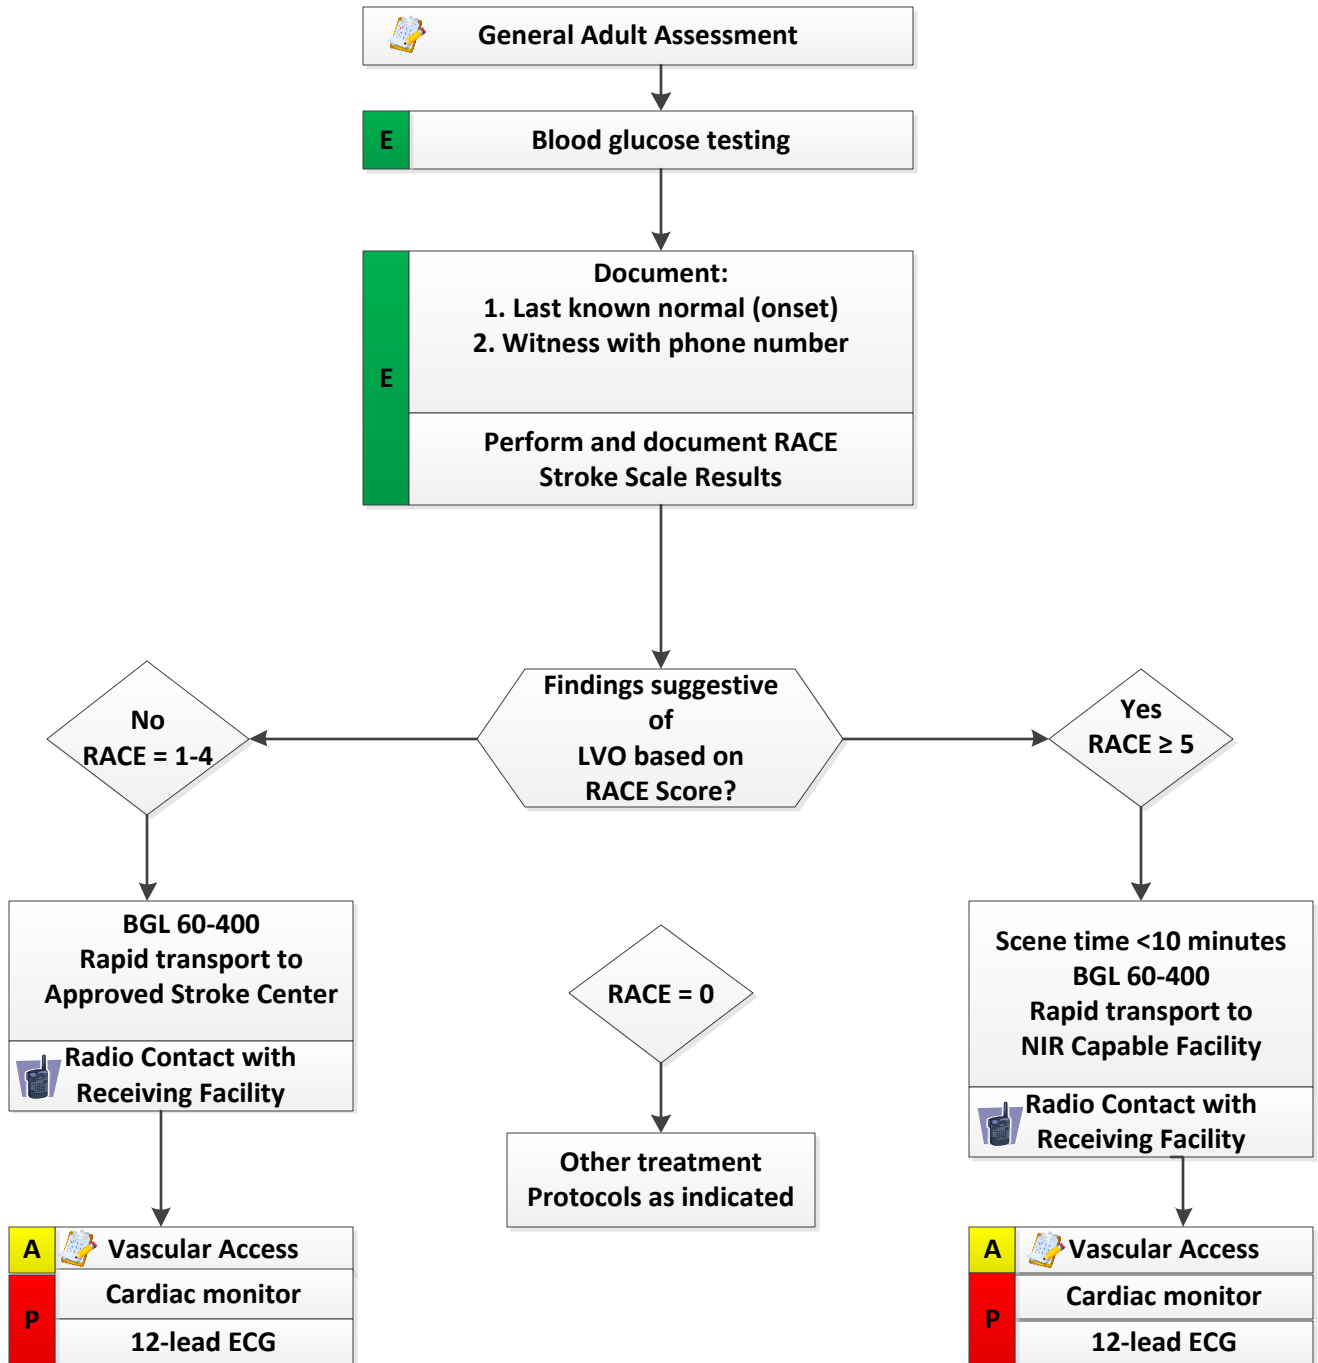 General Adult Assessment
E
Blood glucose testing
E
Document:
1. Last known normal (onset)
2. Witness with phone number
Perform and document RACE
Stroke Scale Results
Findings suggestive
of
LVO based on
RACE Score?
No
RACE = 1-4
Yes
RACE ≥ 5
BGL 60-400
Rapid transport to
Approved Stroke Center
Radio Contact with
Receiving Facility
RACE = 0
Other treatment
Protocols as indicated
Scene time <10 minutes
BGL 60-400
Rapid transport to
NIR Capable Facility
Radio Contact with
Receiving Facility
A
Vascular Access
P
Cardiac monitor
12-lead ECG
A
Vascular Access
P
Cardiac monitor
12-lead ECG